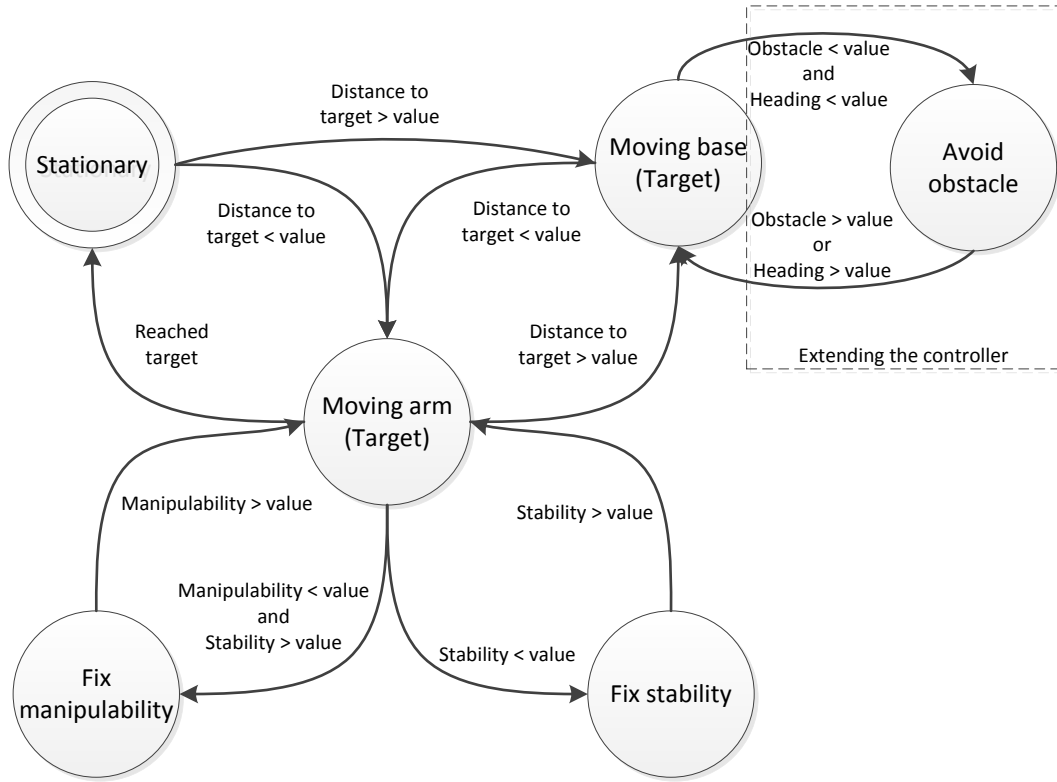 Obstacle < value
and
Heading < value
Distance to
target > value
Stationary
Moving base
(Target)
Avoid
obstacle
Distance to
target < value
Distance to
target < value
Obstacle > value
or
Heading > value
Reached
target
Distance to
target > value
Extending the controller
Moving arm
(Target)
Manipulability > value
Stability > value
Manipulability < value
and
Stability > value
Stability < value
Fix
manipulability
Fix stability